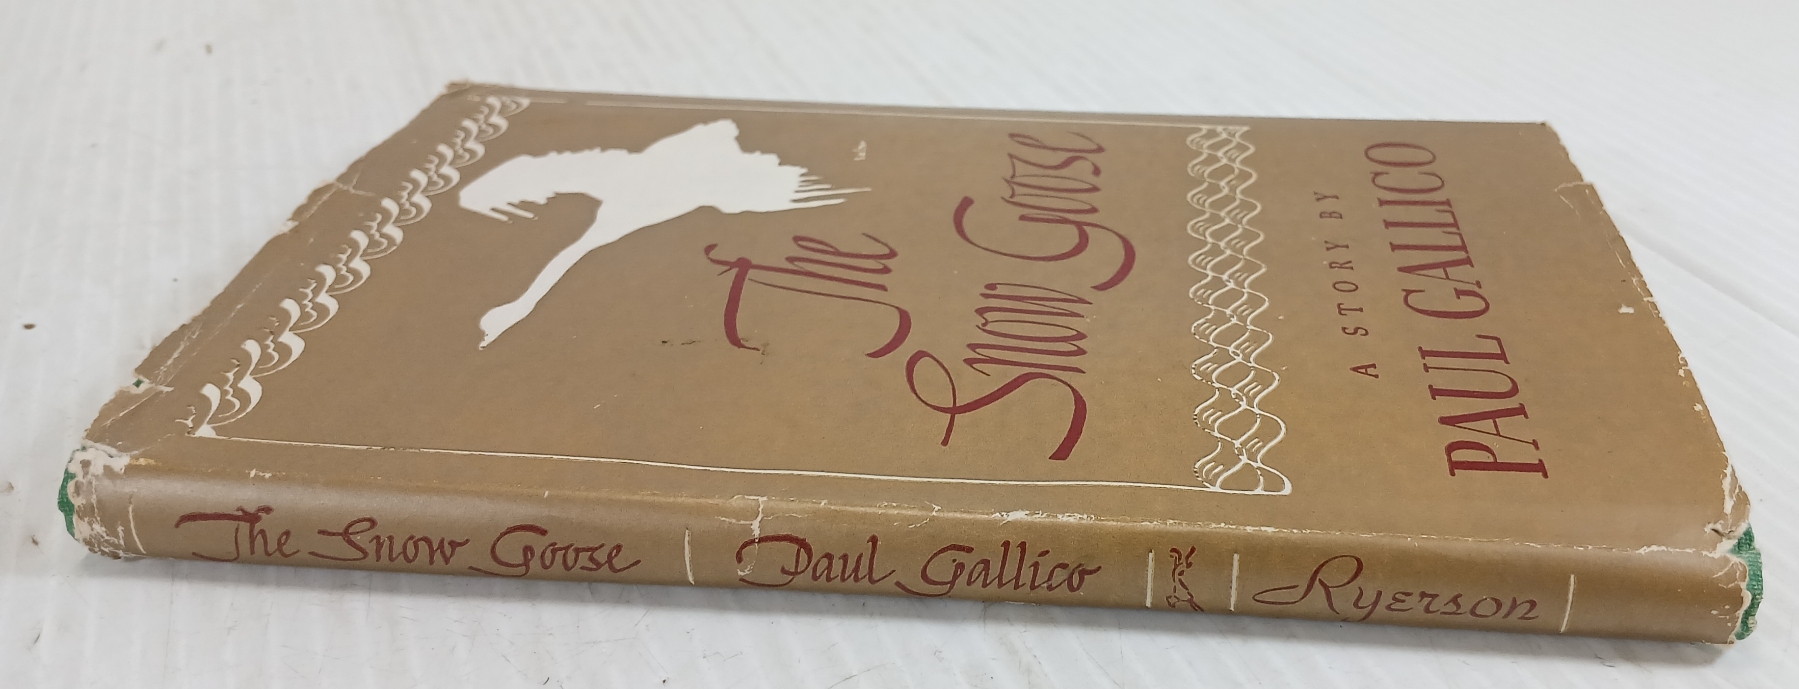 The
Snow Goose
A STORY BY
PAUL GALLICO
The Snow Goose
Paul Gallico
Ryerson